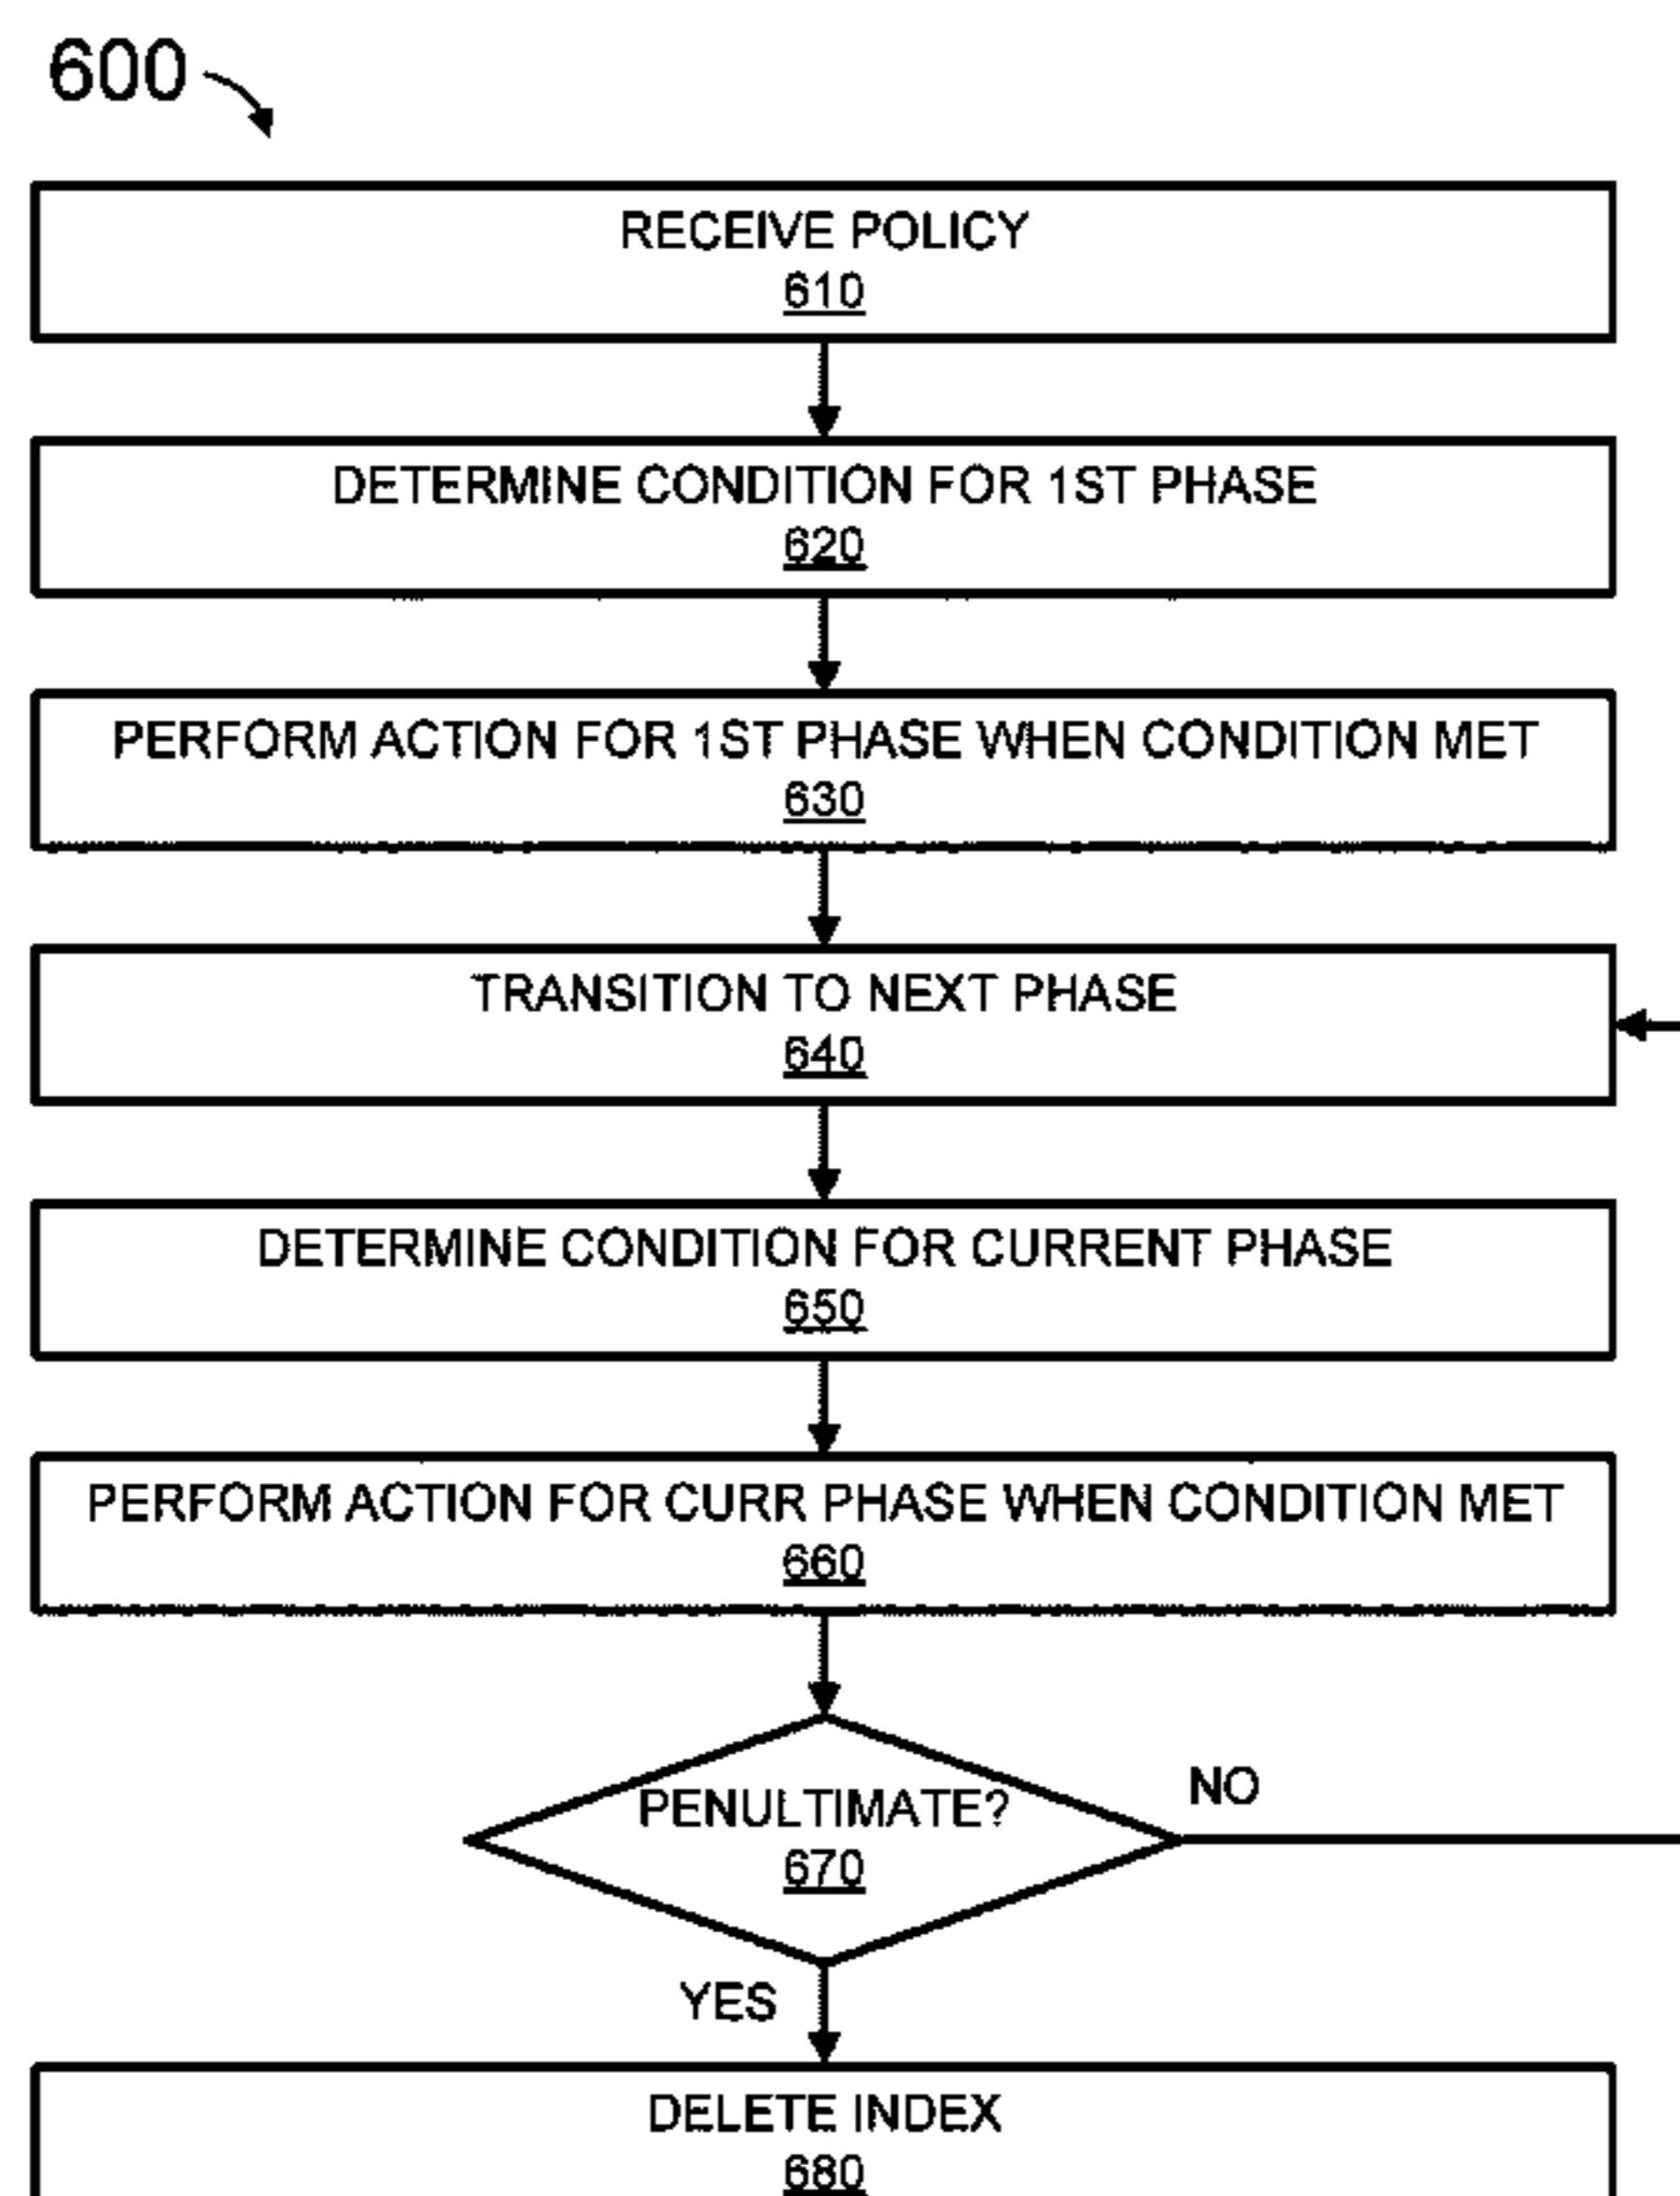 600
RECEIVE POLICY
610
DETERMINE CONDITION FOR 1ST PHASE
620
PERFORM ACTION FOR 1ST PHASE WHEN CONDITION MET
630
TRANSITION TO NEXT PHASE
640
DETERMINE CONDITION FOR CURRENT PHASE
650
PERFORM ACTION FOR CURR PHASE WHEN CONDITION MET
660
PENULTIMATE?
670
NO
YES
DELETE INDEX
680